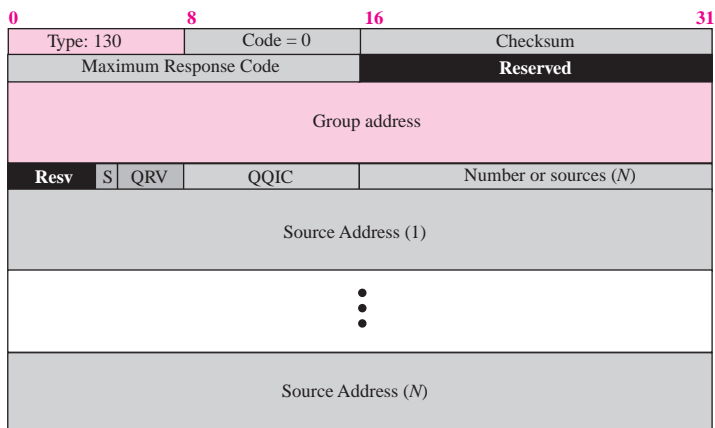 0 8 16 31
Type: 130 Code = 0 Checksum
Maximum Response Code Reserved
Group address
Resv S QRV QQIC Number or sources (N)
Source Address (1)
Source Address (N)